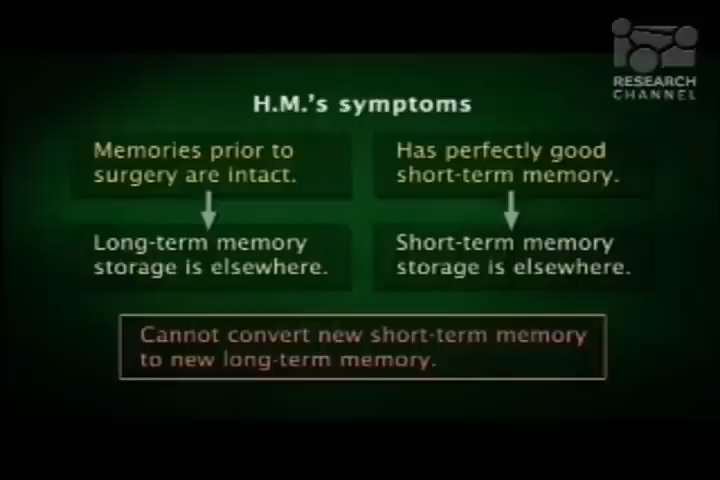 RESEARCH
CHANNEL
H.M.'s symptoms
Memories prior to
surgery are intact.
Has perfectly good
short-term memory.
Long-term memory
storage is elsewhere.
Short-term memory
storage is elsewhere.
Cannot convert new short-term memory
to new long-term memory.